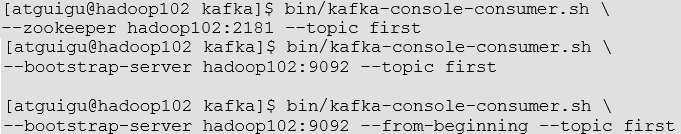 [atguigu@hadoop102 kafka]$ bin/kafka-console-consumer.sh \
--zookeeper hadoop102:2181 --topic first
[atguigu@hadoop102 kafka]$ bin/kafka-console-consumer.sh \
--bootstrap-server hadoop102:9092 --topic first
[atguigu@hadoop102 kafka]$ bin/kafka-console-consumer.sh \
--bootstrap-server hadoop102:9092 --from-beginning --topic first